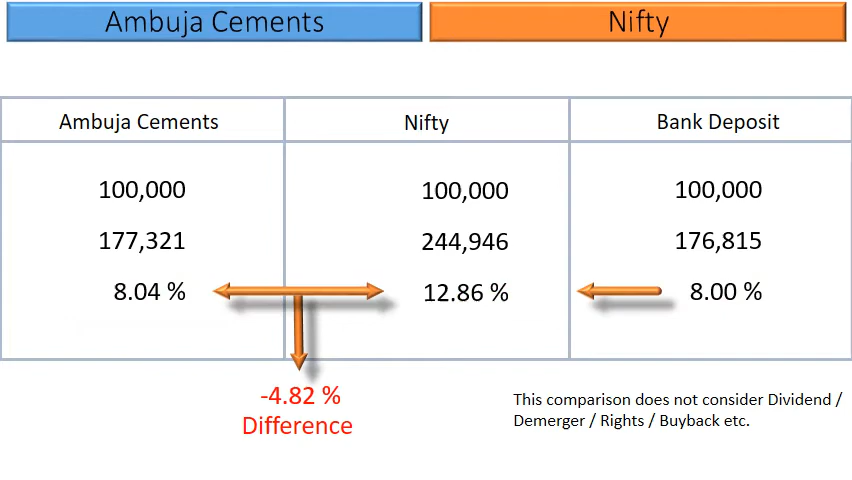 Ambuja Cements
Nifty
Ambuja Cements
Nifty
Bank Deposit
100,000
100,000
100,000
177,321
244,946
176,815
8.04 %
12.86 %
8.00 %
-4.82 %
Difference
This comparison does not consider Dividend /
Demerger / Rights / Buyback etc.